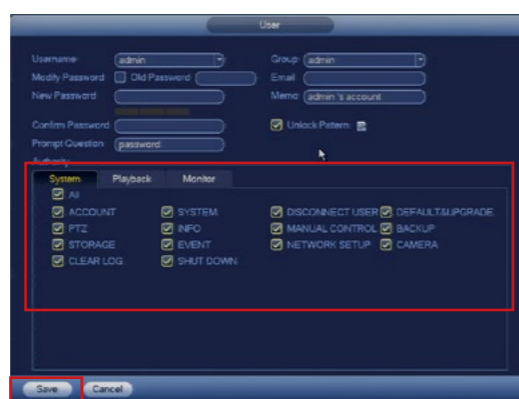 User
Username admin Group admin
Modify Password Old Password Email
New Password Memo admin 's account
Confirm Password Unlock Pattern
Prompt Question password
Authority
System Playback Monitor
All
ACCOUNT SYSTEM DISCONNECT USER DEFAULT&UPGRADE
PTZ INFO MANUAL CONTROL BACKUP
STORAGE EVENT NETWORK SETUP CAMERA
CLEAR LOG SHUT DOWN
Save Cancel